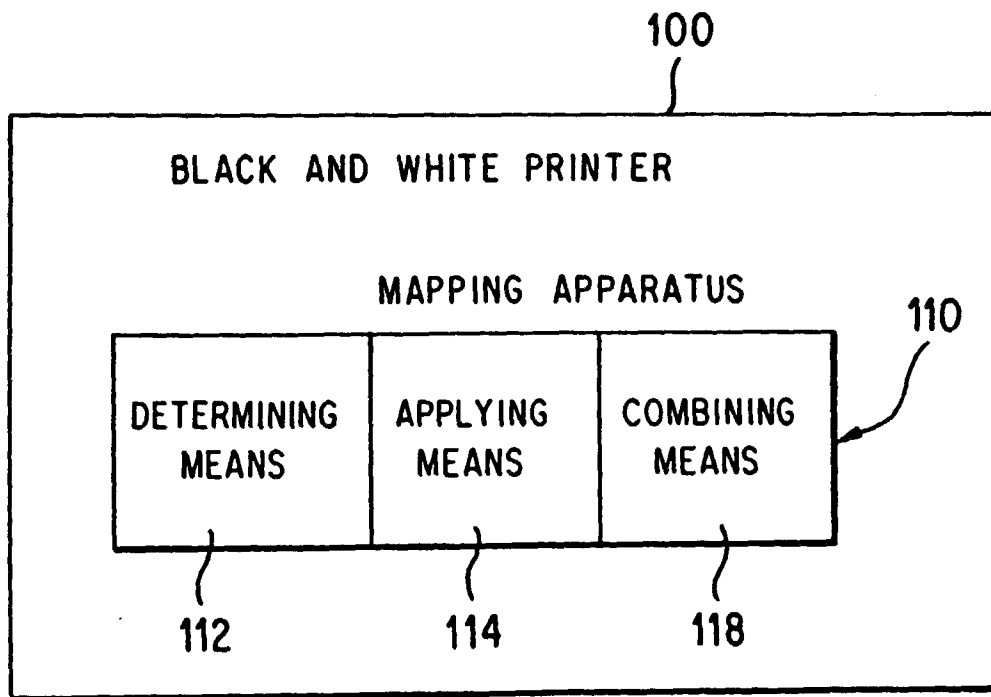 100
BLACK AND WHITE PRINTER
MAPPING APPARATUS
110
DETERMINING MEANS
APPLYING MEANS
COMBINING MEANS
112
114
118